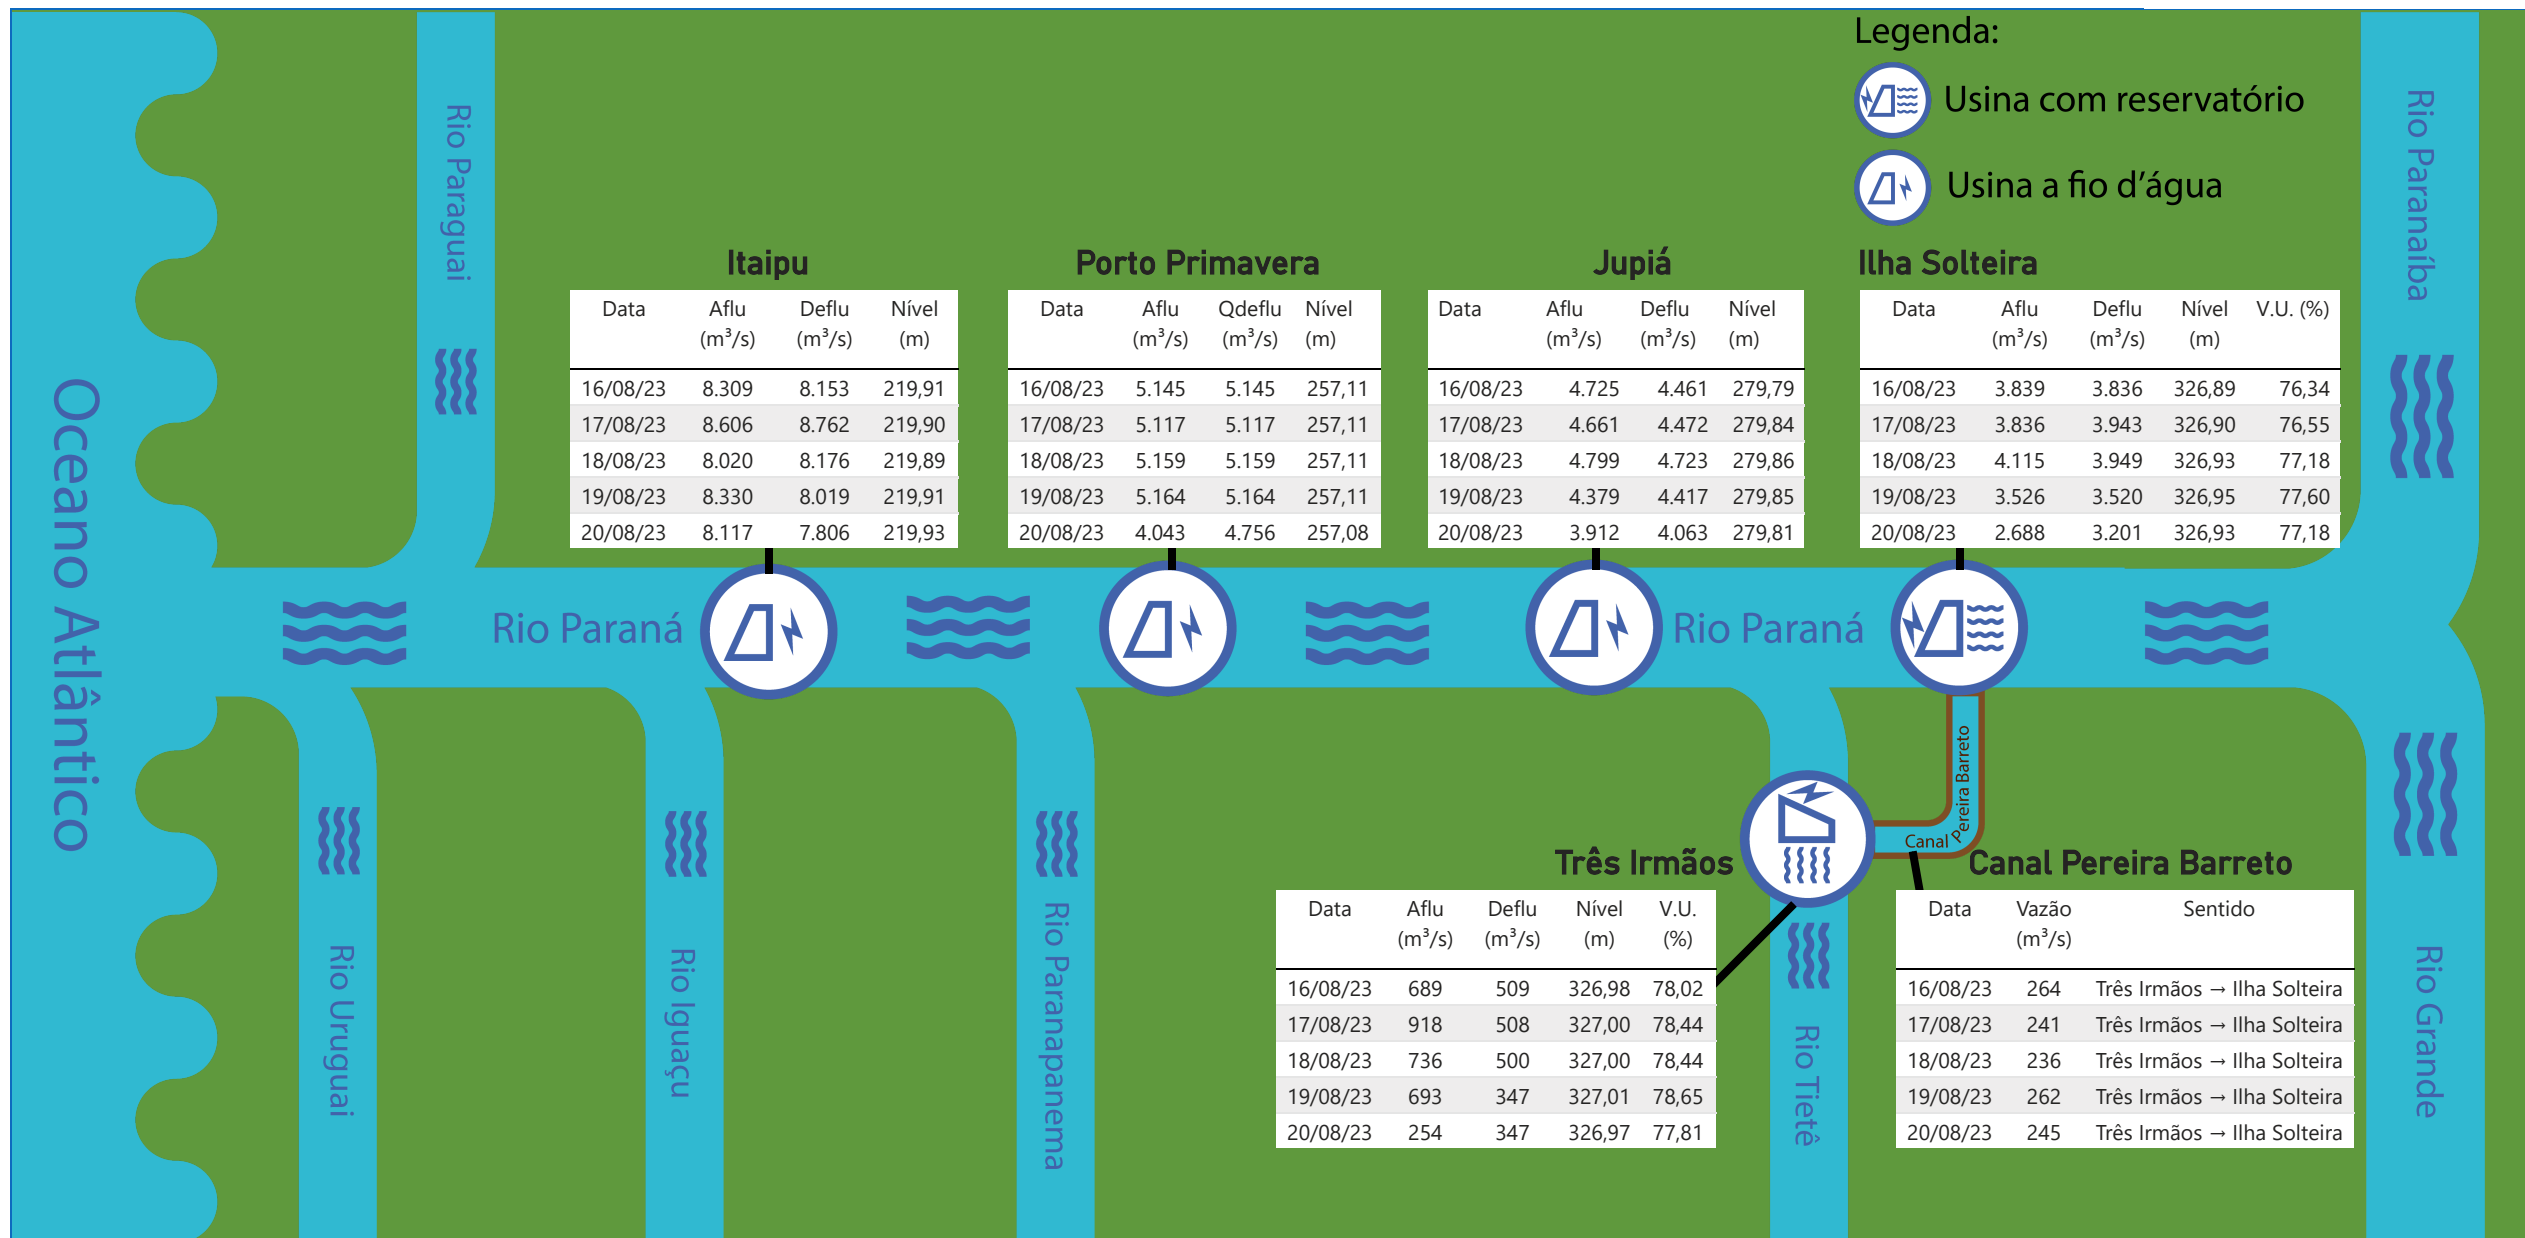 Legenda:
Usina com reservatório
Usina a fio d'água
Oceano Atlântico
Rio Paraguai
Rio Paranaíba
Itaipu
Data Aflu (m³/s) Deflu (m³/s) Nível (m)
16/08/23 8.309 8.153 219,91
17/08/23 8.606 8.762 219,90
18/08/23 8.020 8.176 219,89
19/08/23 8.330 8.019 219,91
20/08/23 8.117 7.806 219,93
Porto Primavera
Data Aflu (m³/s) Qdeflu (m³/s) Nível (m)
16/08/23 5.145 5.145 257,11
17/08/23 5.117 5.117 257,11
18/08/23 5.159 5.159 257,11
19/08/23 5.164 5.164 257,11
20/08/23 4.043 4.756 257,08
Jupiá
Data Aflu (m³/s) Deflu (m³/s) Nível (m)
16/08/23 4.725 4.461 279,79
17/08/23 4.661 4.472 279,84
18/08/23 4.799 4.723 279,86
19/08/23 4.379 4.417 279,85
20/08/23 3.912 4.063 279,81
Ilha Solteira
Data Aflu (m³/s) Deflu (m³/s) Nível (m) V.U. (%)
16/08/23 3.839 3.836 326,89 76,34
17/08/23 3.836 3.943 326,90 76,55
18/08/23 4.115 3.949 326,93 77,18
19/08/23 3.526 3.520 326,95 77,60
20/08/23 2.688 3.201 326,93 77,18
Rio Paraná
Rio Paraná
Canal Pereira Barreto
Três Irmãos
Data Aflu (m³/s) Deflu (m³/s) Nível (m) V.U. (%)
16/08/23 689 509 326,98 78,02
17/08/23 918 508 327,00 78,44
18/08/23 736 500 327,00 78,44
19/08/23 693 347 327,01 78,65
20/08/23 254 347 326,97 77,81
Canal Pereira Barreto
Data Vazão (m³/s) Sentido
16/08/23 264 Três Irmãos → Ilha Solteira
17/08/23 241 Três Irmãos → Ilha Solteira
18/08/23 236 Três Irmãos → Ilha Solteira
19/08/23 262 Três Irmãos → Ilha Solteira
20/08/23 245 Três Irmãos → Ilha Solteira
Rio Uruguai
Rio Iguaçu
Rio Paranapanema
Rio Tietê
Rio Grande